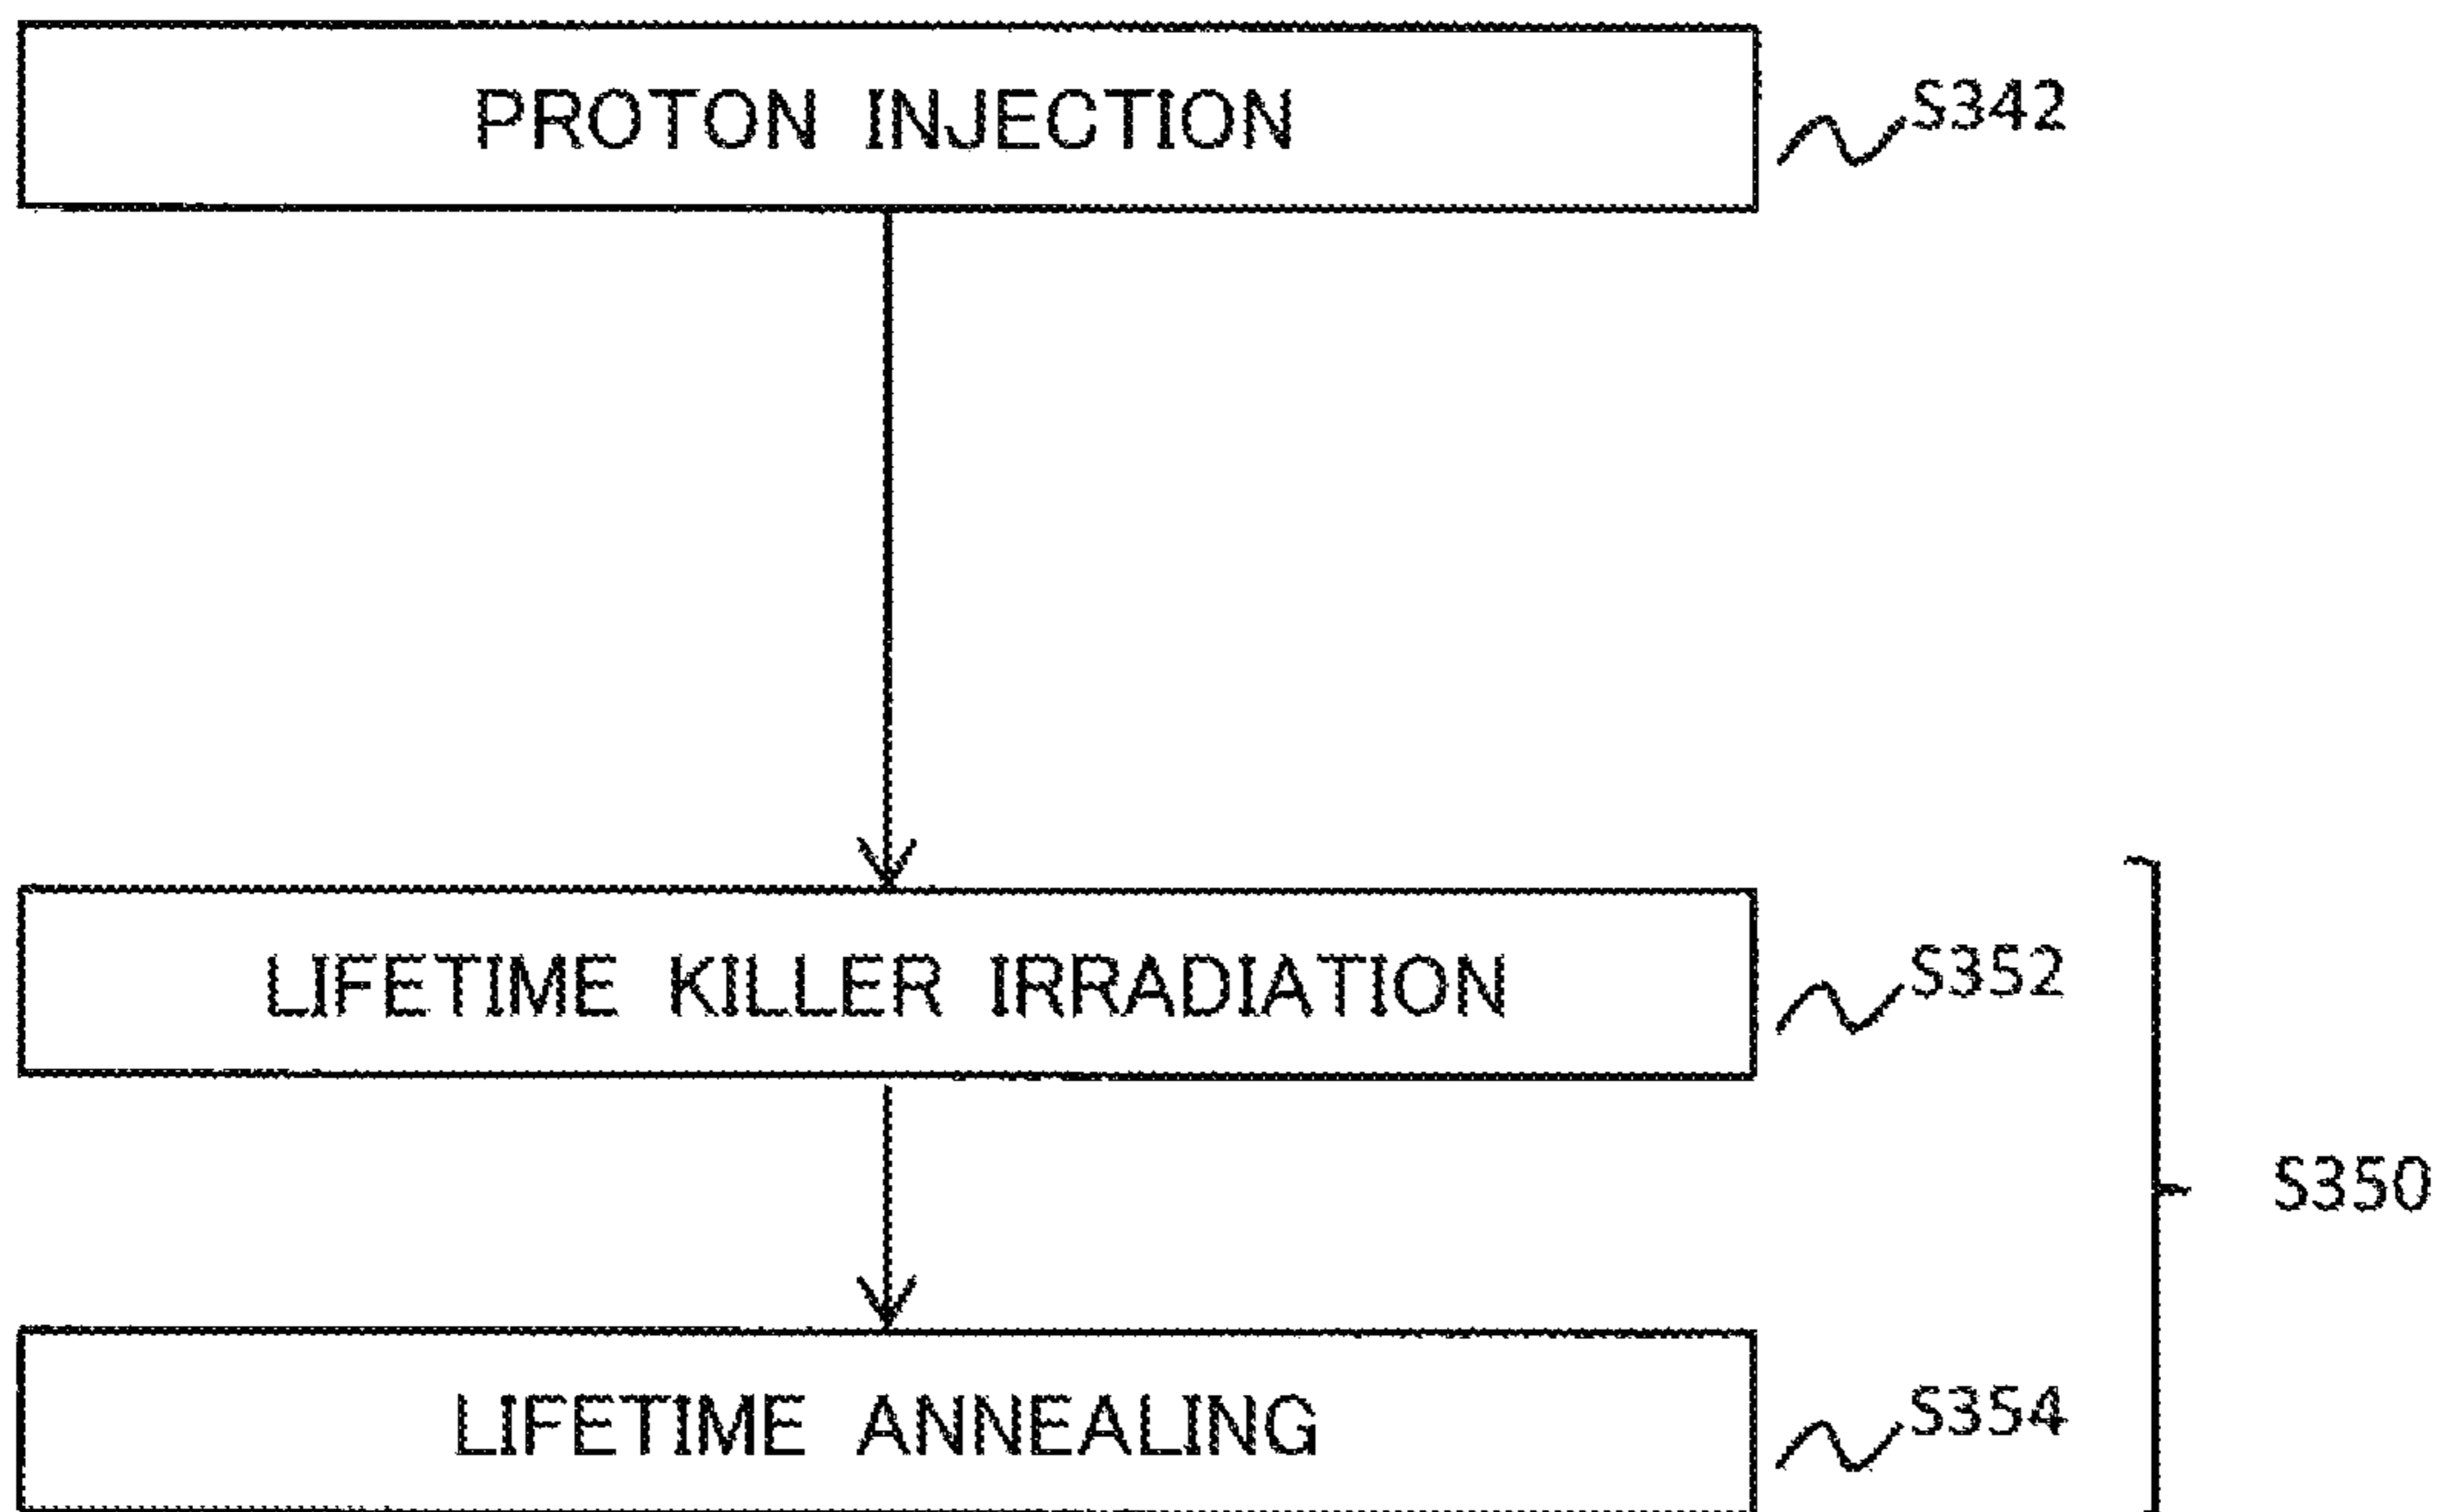 PROTON INJECTION
S342
LIFETIME KILLER IRRADIATION
S352
S350
LIFETIME ANNEALING
S354